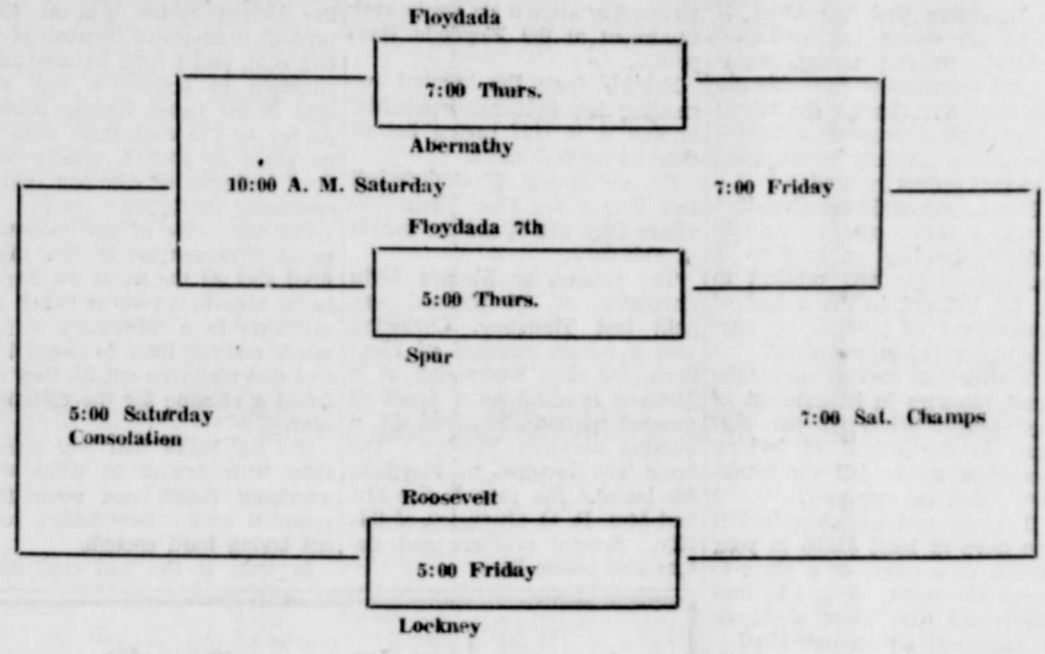 Floydada
7:00 Thurs.
Abernathy
10:00 A. M. Saturday
7:00 Friday
Floydada 7th
5:00 Thurs.
Spur
5:00 Saturday
Consolation
7:00 Sat. Champs
Roosevelt
5:00 Friday
Lockney